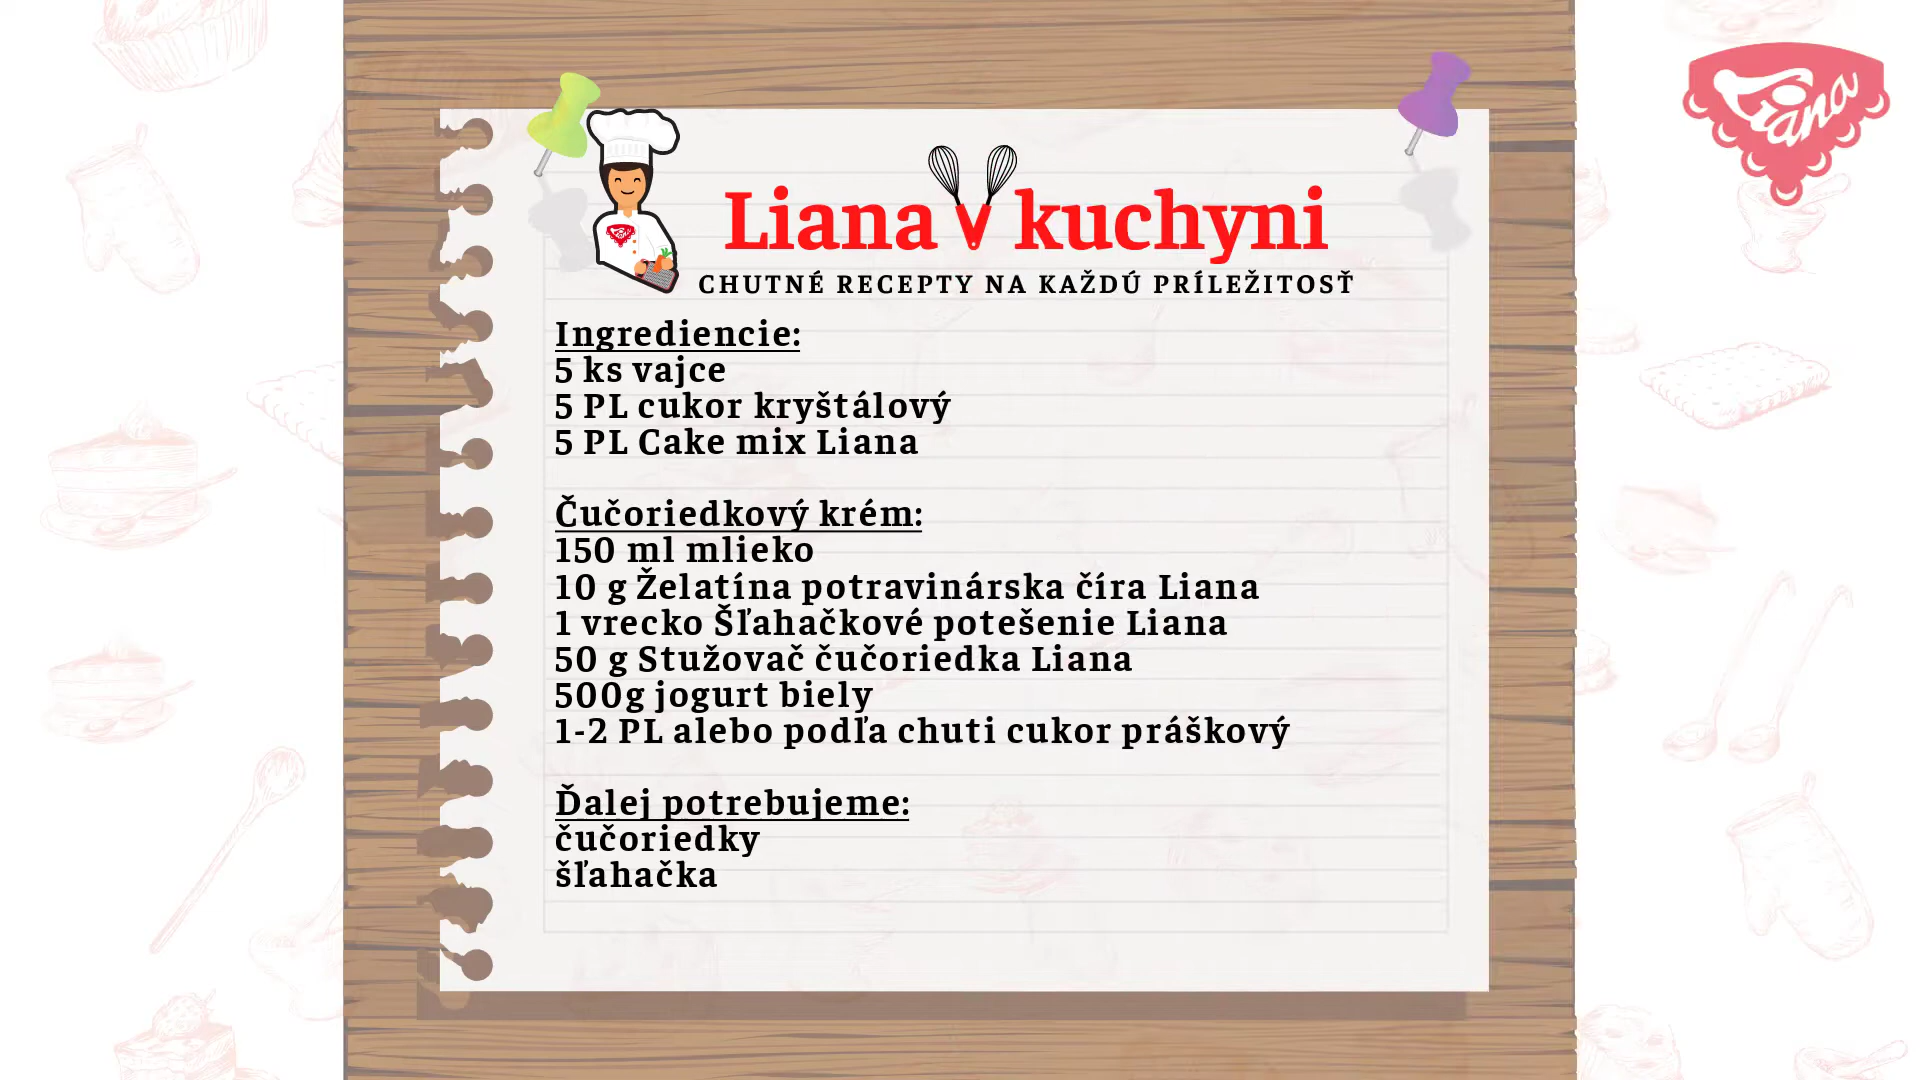 Liana
Liana v kuchyni
CHUTNÉ RECEPTY NA KAŽDÚ PRÍLEŽITOSŤ
Ingrediencie:
5 ks vajce
5 PL cukor kryštálový
5 PL Cake mix Liana
Čučoriedkový krém:
150 ml mlieko
10 g Želatína potravinárska číra Liana
1 vrecko Šľahačkové potešenie Liana
50 g Stužovač čučoriedka Liana
500g jogurt biely
1-2 PL alebo podľa chuti cukor práškový
Ďalej potrebujeme:
čučoriedky
šľahačka